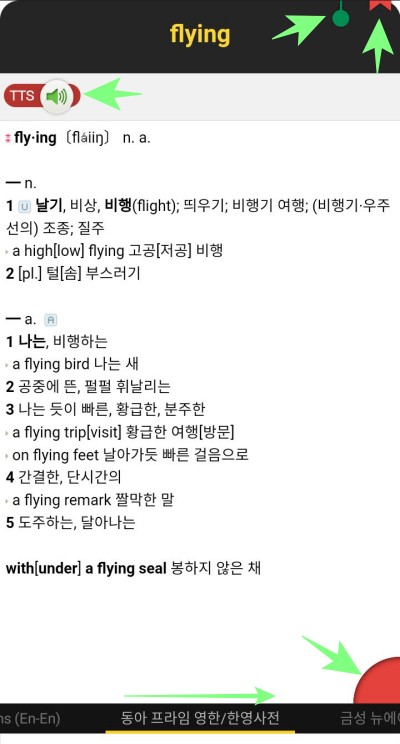 flying
TTS
fly·ing [fláiiŋ] n. a.
― n.
1 U 날기, 비상, 비행(flight); 띄우기; 비행기 여행; (비행기·우주
선의) 조종; 질주
a high[low] flying 고공[저공] 비행
2 [pl.] 털[솜] 부스러기
― a. A
1 나는, 비행하는
a flying bird 나는 새
2 공중에 뜬, 펄펄 휘날리는
3 나는 듯이 빠른, 황급한, 분주한
a flying trip[visit] 황급한 여행[방문]
on flying feet 날아가듯 빠른 걸음으로
4 간결한, 단시간의
a flying remark 짤막한 말
5 도주하는, 달아나는
with[under] a flying seal 봉하지 않은 채
ns (En-En) 동아 프라임 영한/한영사전 금성 뉴에